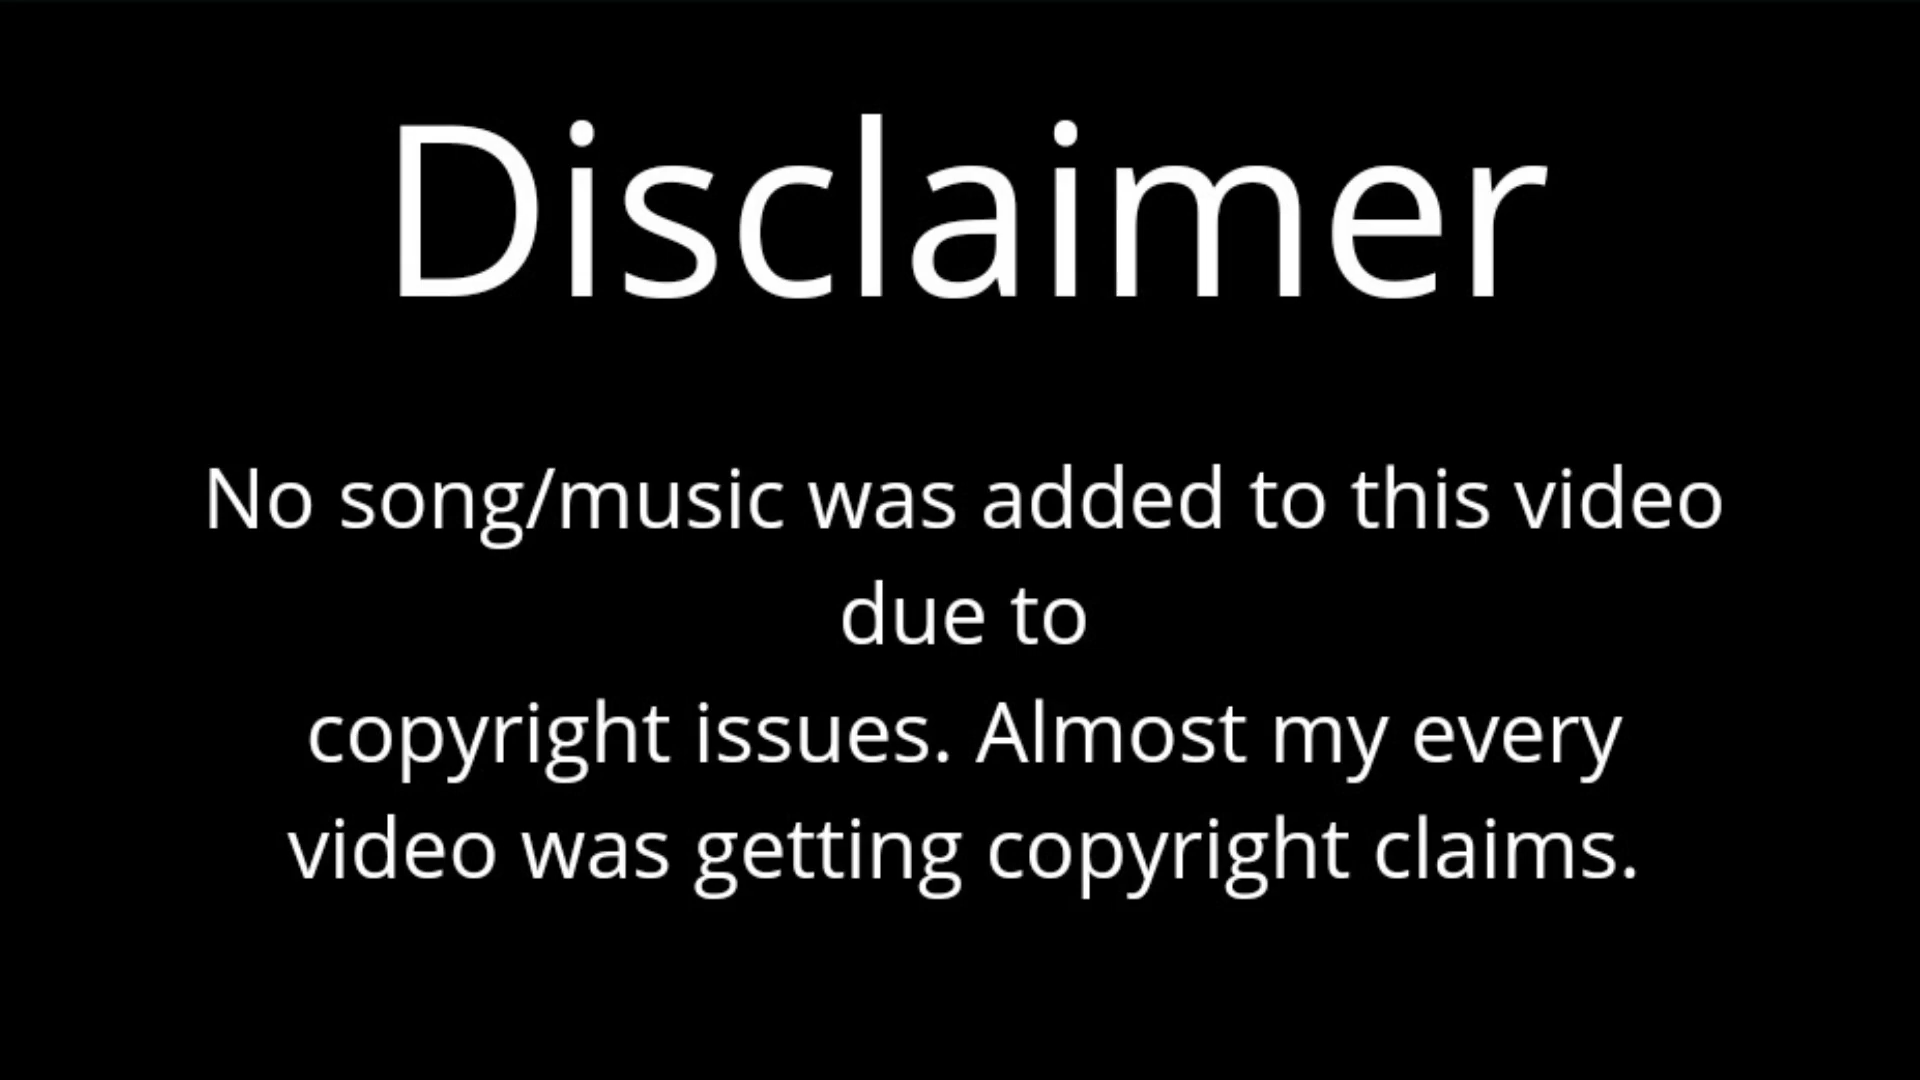 Disclaimer
No song/music was added to this video
due to
copyright issues. Almost my every
video was getting copyright claims.